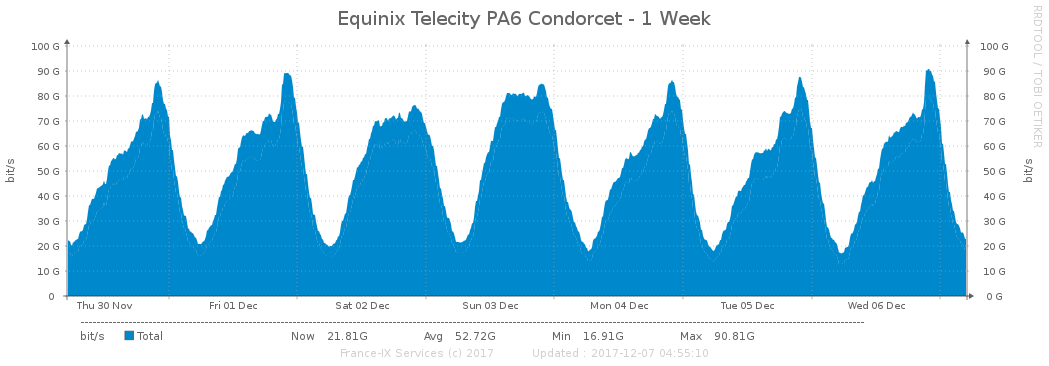 Equinix Telecity PA6 Condorcet - 1 Week
RRDTOOL / TOBI OETIKER
bit/s
100 G
90 G
80 G
70 G
60 G
50 G
40 G
30 G
20 G
10 G
0
100 G
90 G
80 G
70 G
60 G
50 G
40 G
30 G
20 G
10 G
0 G
bit/s
Thu 30 Nov Fri 01 Dec Sat 02 Dec Sun 03 Dec Mon 04 Dec Tue 05 Dec Wed 06 Dec
bit/s Total Now 21.81G Avg 52.72G Min 16.91G Max 90.81G
France-IX Services (c) 2017 Updated : 2017-12-07 04:55:10